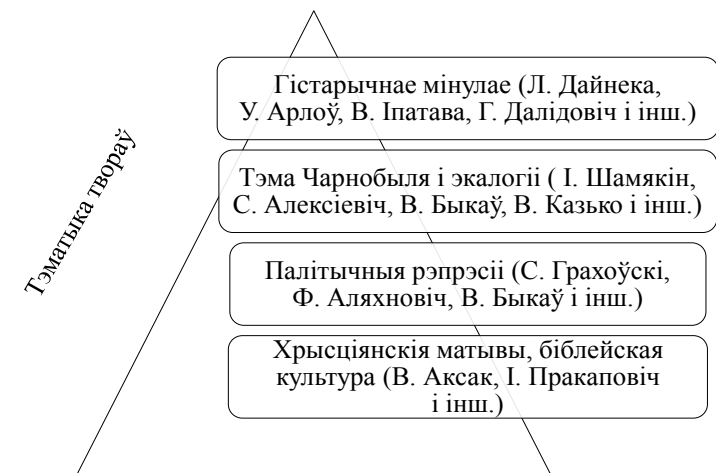 Тэматыка твораў
Гістарычнае мінулае (Л. Дайнека,
У. Арлоў, В. Іпатава, Г. Далідовіч і інш.)
Тэма Чарнобыля і экалогіі ( І. Шамякін,
С. Алексіевіч, В. Быкаў, В. Казько і інш.)
Палітычныя рэпрэсіі (С. Грахоўскі,
Ф. Аляхновіч, В. Быкаў і інш.)
Хрысціянскія матывы, біблейская
культура (В. Аксак, І. Пракаповіч
і інш.)